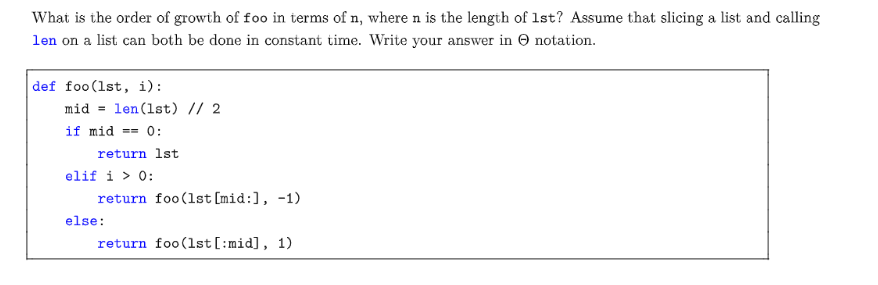 What is the order of growth of foo in terms of n, where n is the length of lst? Assume that slicing a list and calling
len on a list can both be done in constant time. Write your answer in Θ notation.
def foo(lst, i):
    mid = len(lst) // 2
    if mid == 0:
        return lst
    elif i > 0:
        return foo(lst[mid:], -1)
    else:
        return foo(lst[:mid], 1)